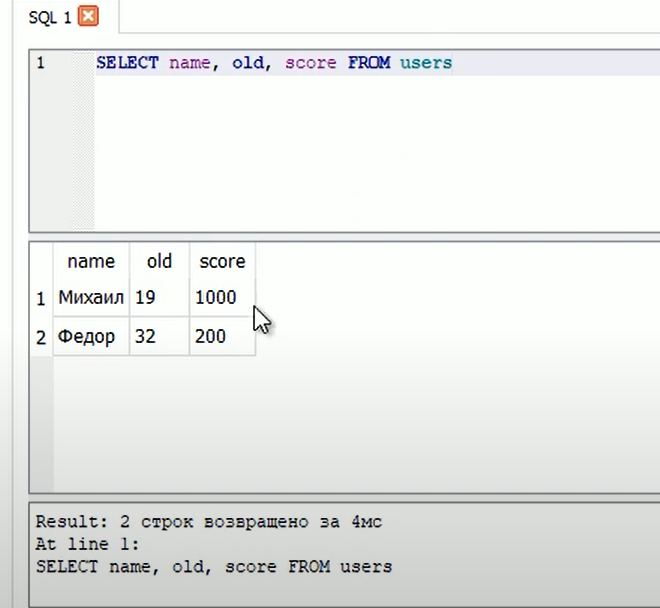 SQL 1
1 SELECT name, old, score FROM users
name old score
1 Михаил 19 1000
2 Федор 32 200
Result: 2 строк возвращено за 4мс
At line 1:
SELECT name, old, score FROM users